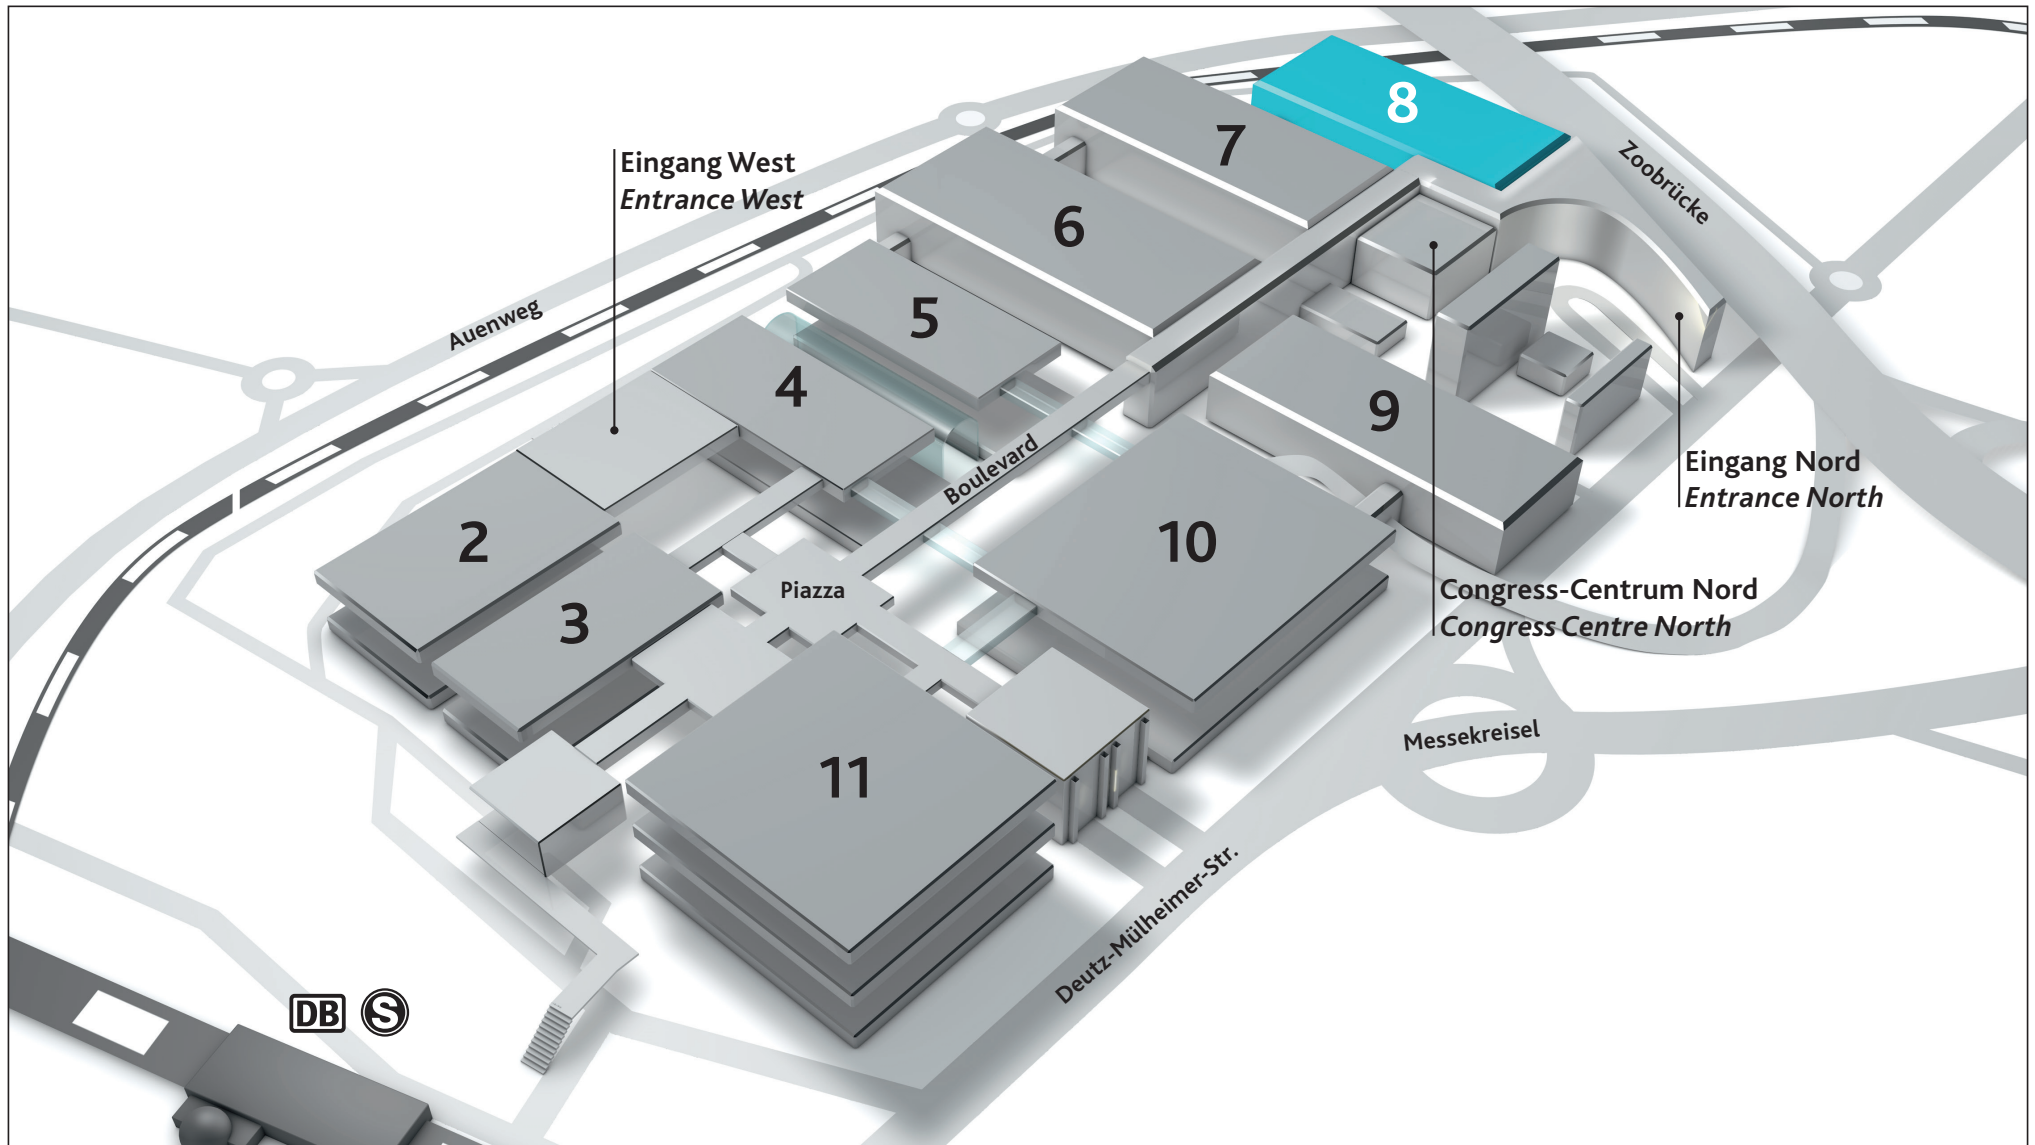 8
7
Zoobrücke
Eingang West
Entrance West
6
5
Auenweg
4
9
Boulevard
Eingang Nord
Entrance North
2
10
Piazza
Congress-Centrum Nord
Congress Centre North
3
Messekreisel
11
Deutz-Mülheimer-Str.
DB S